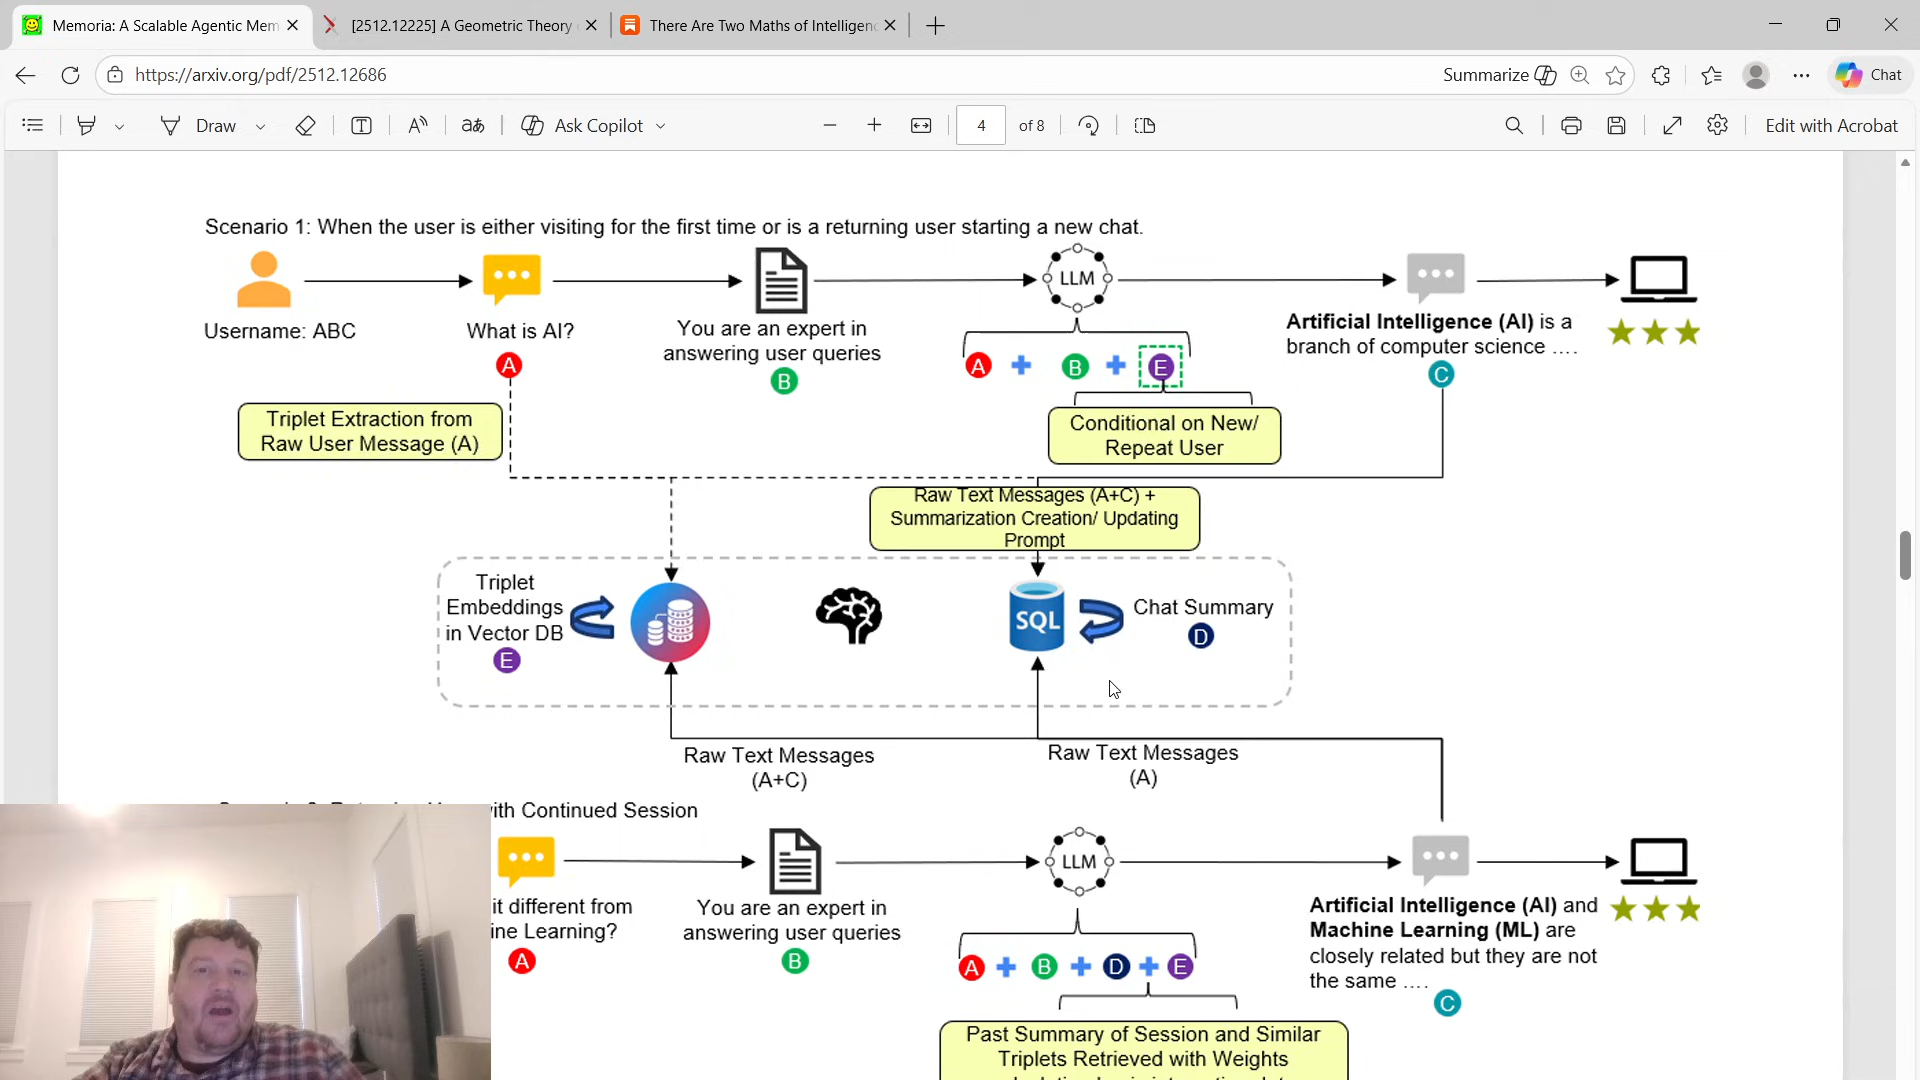 Memoria: A Scalable Agentic Mem
[2512.12225] A Geometric Theory
There Are Two Maths of Intelligen
https://arxiv.org/pdf/2512.12686
Summarize
Chat
Draw
Ask Copilot
4
of 8
Edit with Acrobat
Scenario 1: When the user is either visiting for the first time or is a returning user starting a new chat.
LLM
Username: ABC
What is AI?
You are an expert in
answering user queries
Artificial Intelligence (AI) is a
branch of computer science ....
A
B
A + B + E
C
Triplet Extraction from
Raw User Message (A)
Conditional on New/
Repeat User
Raw Text Messages (A+C) +
Summarization Creation/ Updating
Prompt
Triplet
Embeddings
in Vector DB
E
SQL
Chat Summary
D
Raw Text Messages
(A+C)
Raw Text Messages
(A)
with Continued Session
LLM
it different from
ine Learning?
A
You are an expert in
answering user queries
B
A + B + D + E
Artificial Intelligence (AI) and
Machine Learning (ML) are
closely related but they are not
the same ....
C
Past Summary of Session and Similar
Triplets Retrieved with Weights